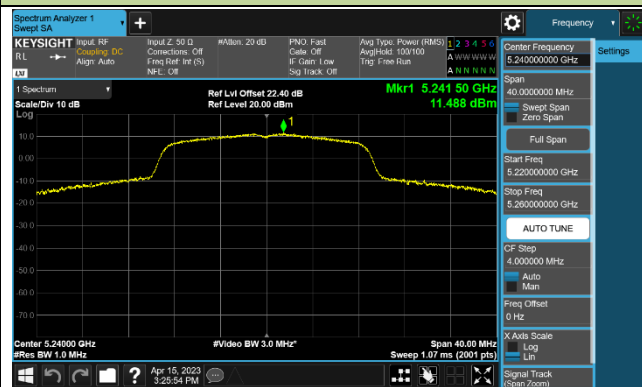 Spectrum Analyzer 1
Swept SA
Frequency
KEYSIGHT
RL
LXI
Input: RF
Coupling: DC
Align: Auto
Input Z: 50 Ω
Corrections: Off
Freq Ref: Int (S)
NFE: Off
#Atten: 20 dB
PNO: Fast
Gate: Off
IF Gain: Low
Sig Track: Off
Avg Type: Power (RMS)
Avg|Hold: 100/100
Trig: Free Run
1 2 3 4 5 6
A W W W W W
A N N N N N
1 Spectrum
Scale/Div 10 dB
Log
Ref Lvl Offset 22.40 dB
Ref Level 20.00 dBm
Mkr1 5.241 50 GHz
11.488 dBm
1
10.0
0.00
-10.0
-20.0
-30.0
-40.0
-50.0
-60.0
-70.0
Center 5.24000 GHz
#Res BW 1.0 MHz
#Video BW 3.0 MHz*
Span 40.00 MHz
Sweep 1.07 ms (2001 pts)
Center Frequency
5.240000000 GHz
Settings
Span
40.0000000 MHz
Swept Span
Zero Span
Full Span
Start Freq
5.220000000 GHz
Stop Freq
5.260000000 GHz
AUTO TUNE
CF Step
4.000000 MHz
Auto
Man
Freq Offset
0 Hz
X Axis Scale
Log
Lin
Signal Track
(Span Zoom)
Apr 15, 2023
3:25:54 PM